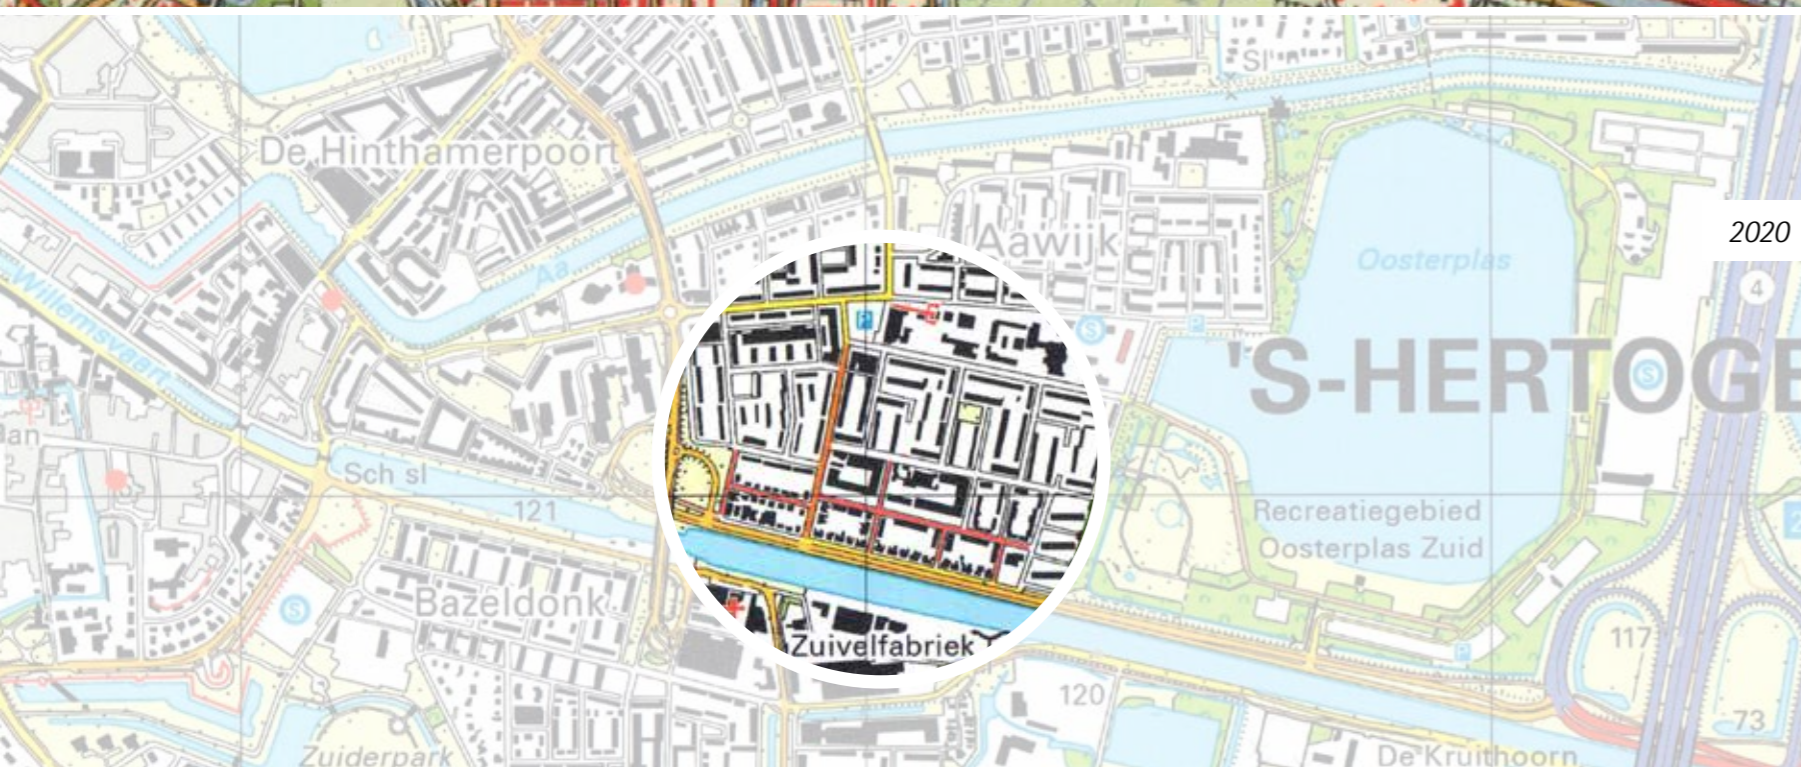 Sl
De Hinthamerpoort
2020
Aawijk
Oosterplas
Aa
Willemsvaart
4
S
'S-HERTOGE
S
Sch sl
121
Recreatiegebied
Oosterplas Zuid
S
Bazeldonk
117
Zuivelfabriek
120
73
Zuiderpark
De Kruithoorn